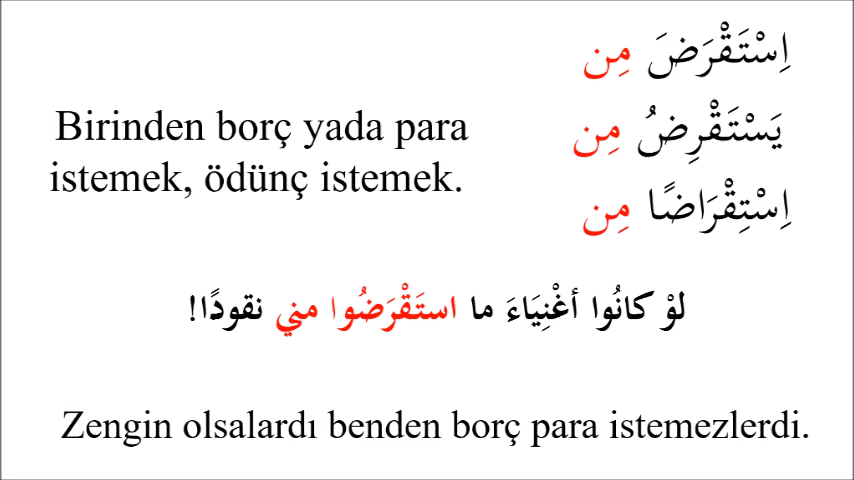 اِسْتَقْرَضَ مِن
يَسْتَقْرِضُ مِن
اِسْتِقْرَاضًا مِن
Birinden borç yada para
istemek, ödünç istemek.
لوْ كانُوا أغْنِيَاءَ ما استَقْرَضُوا مني نقودًا!
Zengin olsalardı benden borç para istemezlerdi.